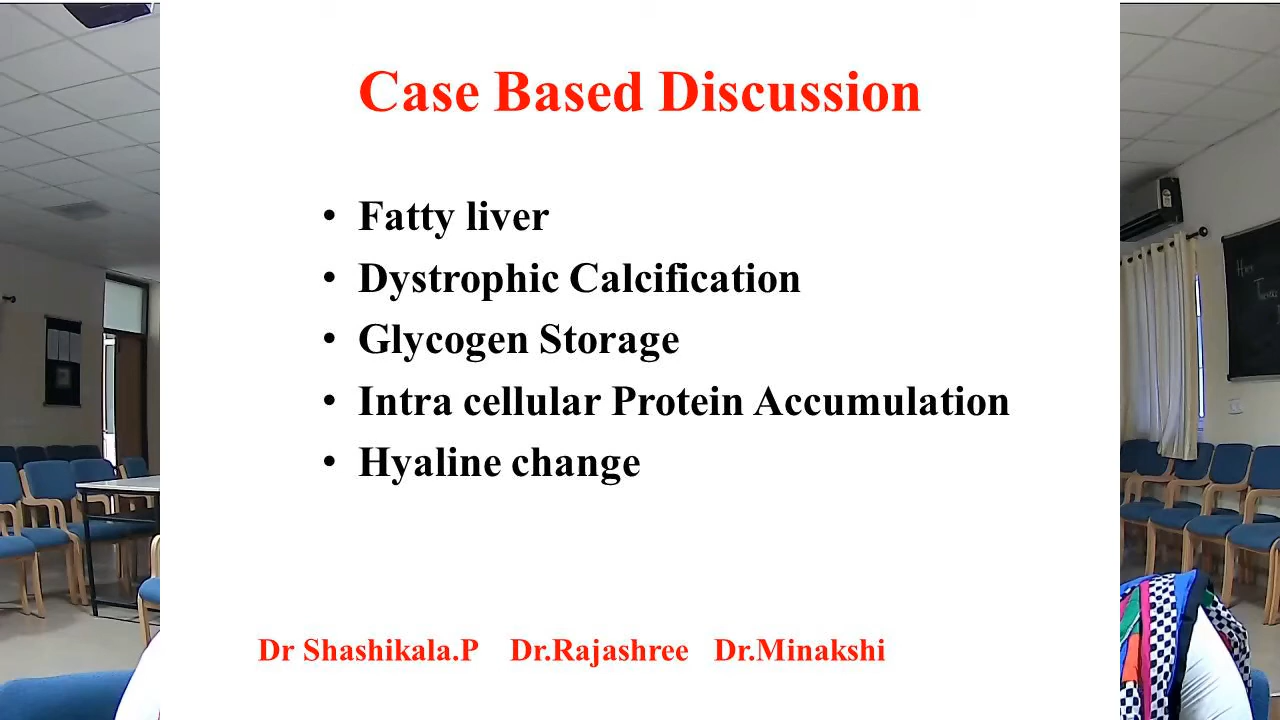 Case Based Discussion
• Fatty liver
• Dystrophic Calcification
• Glycogen Storage
• Intra cellular Protein Accumulation
• Hyaline change
Dr Shashikala.P Dr.Rajashree Dr.Minakshi